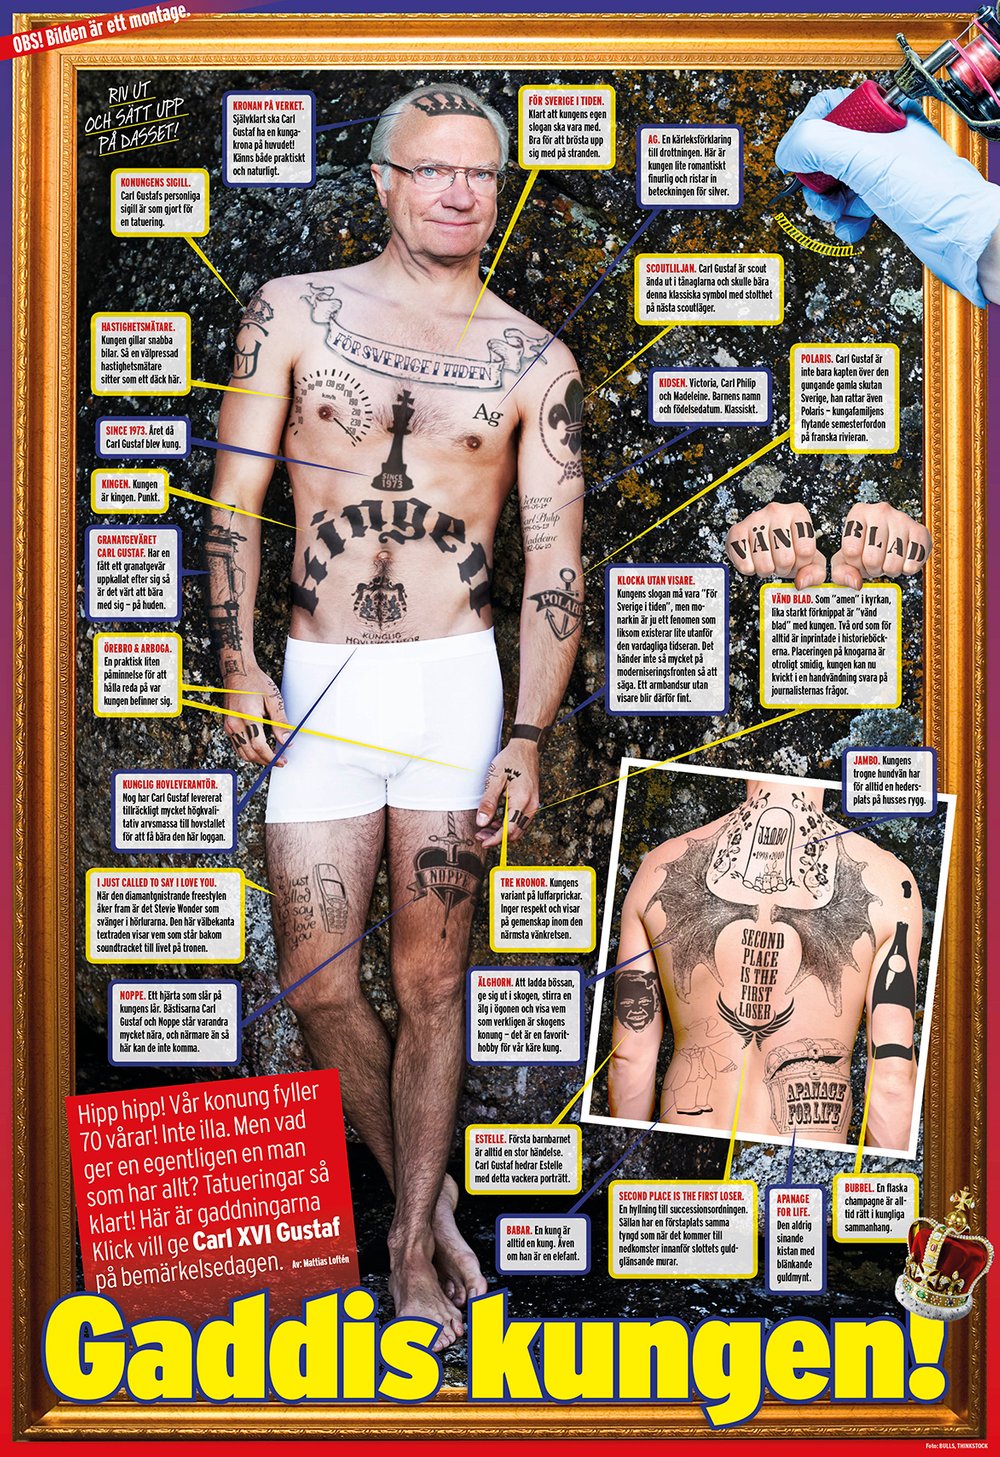 OBS! Bilden är ett montage.
RIV UT
OCH SÄTT UPP
PÅ DASSET!
KRONAN PÅ VERKET.
Självklart ska Carl
Gustaf ha en kunga-
krona på huvudet!
Känns både praktiskt
och naturligt.
FÖR SVERIGE I TIDEN.
Klart att kungens egen
slogan ska vara med.
Bra för att brösta upp
sig med på stranden.
AG. En kärleksförklaring
till drottningen. Här är
kungen lite romantiskt
finurlig och ristar in
beteckningen för silver.
KONUNGENS SIGILL.
Carl Gustafs personliga
sigill är som gjort för
en tatuering.
SCOUTLILJAN. Carl Gustaf är scout
ända ut i tånaglarna och skulle bära
denna klassiska symbol med stolthet
på nästa scoutläger.
HASTIGHETSMÄTARE.
Kungen gillar snabba
bilar. Så en välpressad
hastighetsmätare
sitter som ett däck här.
FÖR SVERIGE I TIDEN
KIDSEN. Victoria, Carl Philip
och Madeleine. Barnens namn
och födelsedatum. Klassiskt.
POLARIS. Carl Gustaf är
inte bara kapten över den
gungande gamla skutan
Sverige, han rattar även
Polaris – kungafamiljens
flytande semesterfordon
på franska rivieran.
km/h
Ag
SINCE 1973. Året då
Carl Gustaf blev kung.
SINCE
1973
KINGEN. Kungen
är kingen. Punkt.
kingen
GRANATGEVÄRET
CARL GUSTAF. Har en
fått ett granatgevär
uppkallat efter sig så
är det värt att bära
med sig – på huden.
VÄND BLAD
KLOCKA UTAN VISARE.
Kungens slogan må vara "För
Sverige i tiden", men mo-
narkin är ju ett fenomen som
liksom existerar lite utanför
den vardagliga tidseran. Det
händer inte så mycket på
moderniseringsfronten så att
säga. Ett armbandsur utan
visare blir därför fint.
VÄND BLAD. Som "amen" i kyrkan,
lika starkt förknippat är "vänd
blad" med kungen. Två ord som för
alltid är inprintade i historieböck-
erna. Placeringen på knogarna är
otroligt smidig, kungen kan nu
kvickt i en handvändning svara på
journalisternas frågor.
POLARIS
KUNGLIG
HOVLEVERANTÖR
ÖREBRO & ARBOGA.
En praktisk liten
påminnelse för att
hålla reda på var
kungen befinner sig.
KUNGLIG HOVLEVERANTÖR.
Nog har Carl Gustaf levererat
tillräckligt mycket högkvali-
tativ arvsmassa till hovstallet
för att få bära den här loggan.
JAMBO. Kungens
trogne hundvän har
för alltid en heders-
plats på husses rygg.
JAMBO
•1998•2010•
I JUST CALLED TO SAY I LOVE YOU.
När den diamantgnistrande freestylen
åker fram är det Stevie Wonder som
svänger i hörlurarna. Den här välbekanta
textraden visar vem som står bakom
soundtracket till livet på tronen.
I just
called
to say
I love
you
NOPPE
TRE KRONOR. Kungens
variant på luffarprickar.
Inger respekt och visar
på gemenskap inom den
närmsta vänkretsen.
SECOND
PLACE
IS THE
FIRST
LOSER
NOPPE. Ett hjärta som slår på
kungens lår. Bästisarna Carl
Gustaf och Noppe står varandra
mycket nära, och närmare än så
här kan de inte komma.
ÄLGHORN. Att ladda bössan,
ge sig ut i skogen, stirra en
älg i ögonen och visa vem
som verkligen är skogens
konung – det är en favorit-
hobby för vår käre kung.
APANAGE
FOR LIFE
Hipp hipp! Vår konung fyller
70 vårar! Inte illa. Men vad
ger en egentligen en man
som har allt? Tatueringar så
klart! Här är gaddningarna
Klick vill ge Carl XVI Gustaf
på bemärkelsedagen. Av: Mattias Loftén
ESTELLE. Första barnbarnet
är alltid en stor händelse.
Carl Gustaf hedrar Estelle
med detta vackera porträtt.
BABAR. En kung är
alltid en kung. Även
om han är en elefant.
SECOND PLACE IS THE FIRST LOSER.
En hyllning till successionsordningen.
Sällan har en förstaplats samma
tyngd som när det kommer till
nedkomster innanför slottets guld-
glänsande murar.
APANAGE
FOR LIFE.
Den aldrig
sinande
kistan med
blänkande
guldmynt.
BUBBEL. En flaska
champagne är all-
tid rätt i kungliga
sammanhang.
Gaddis kungen!
Foto: BULLS, THINKSTOCK